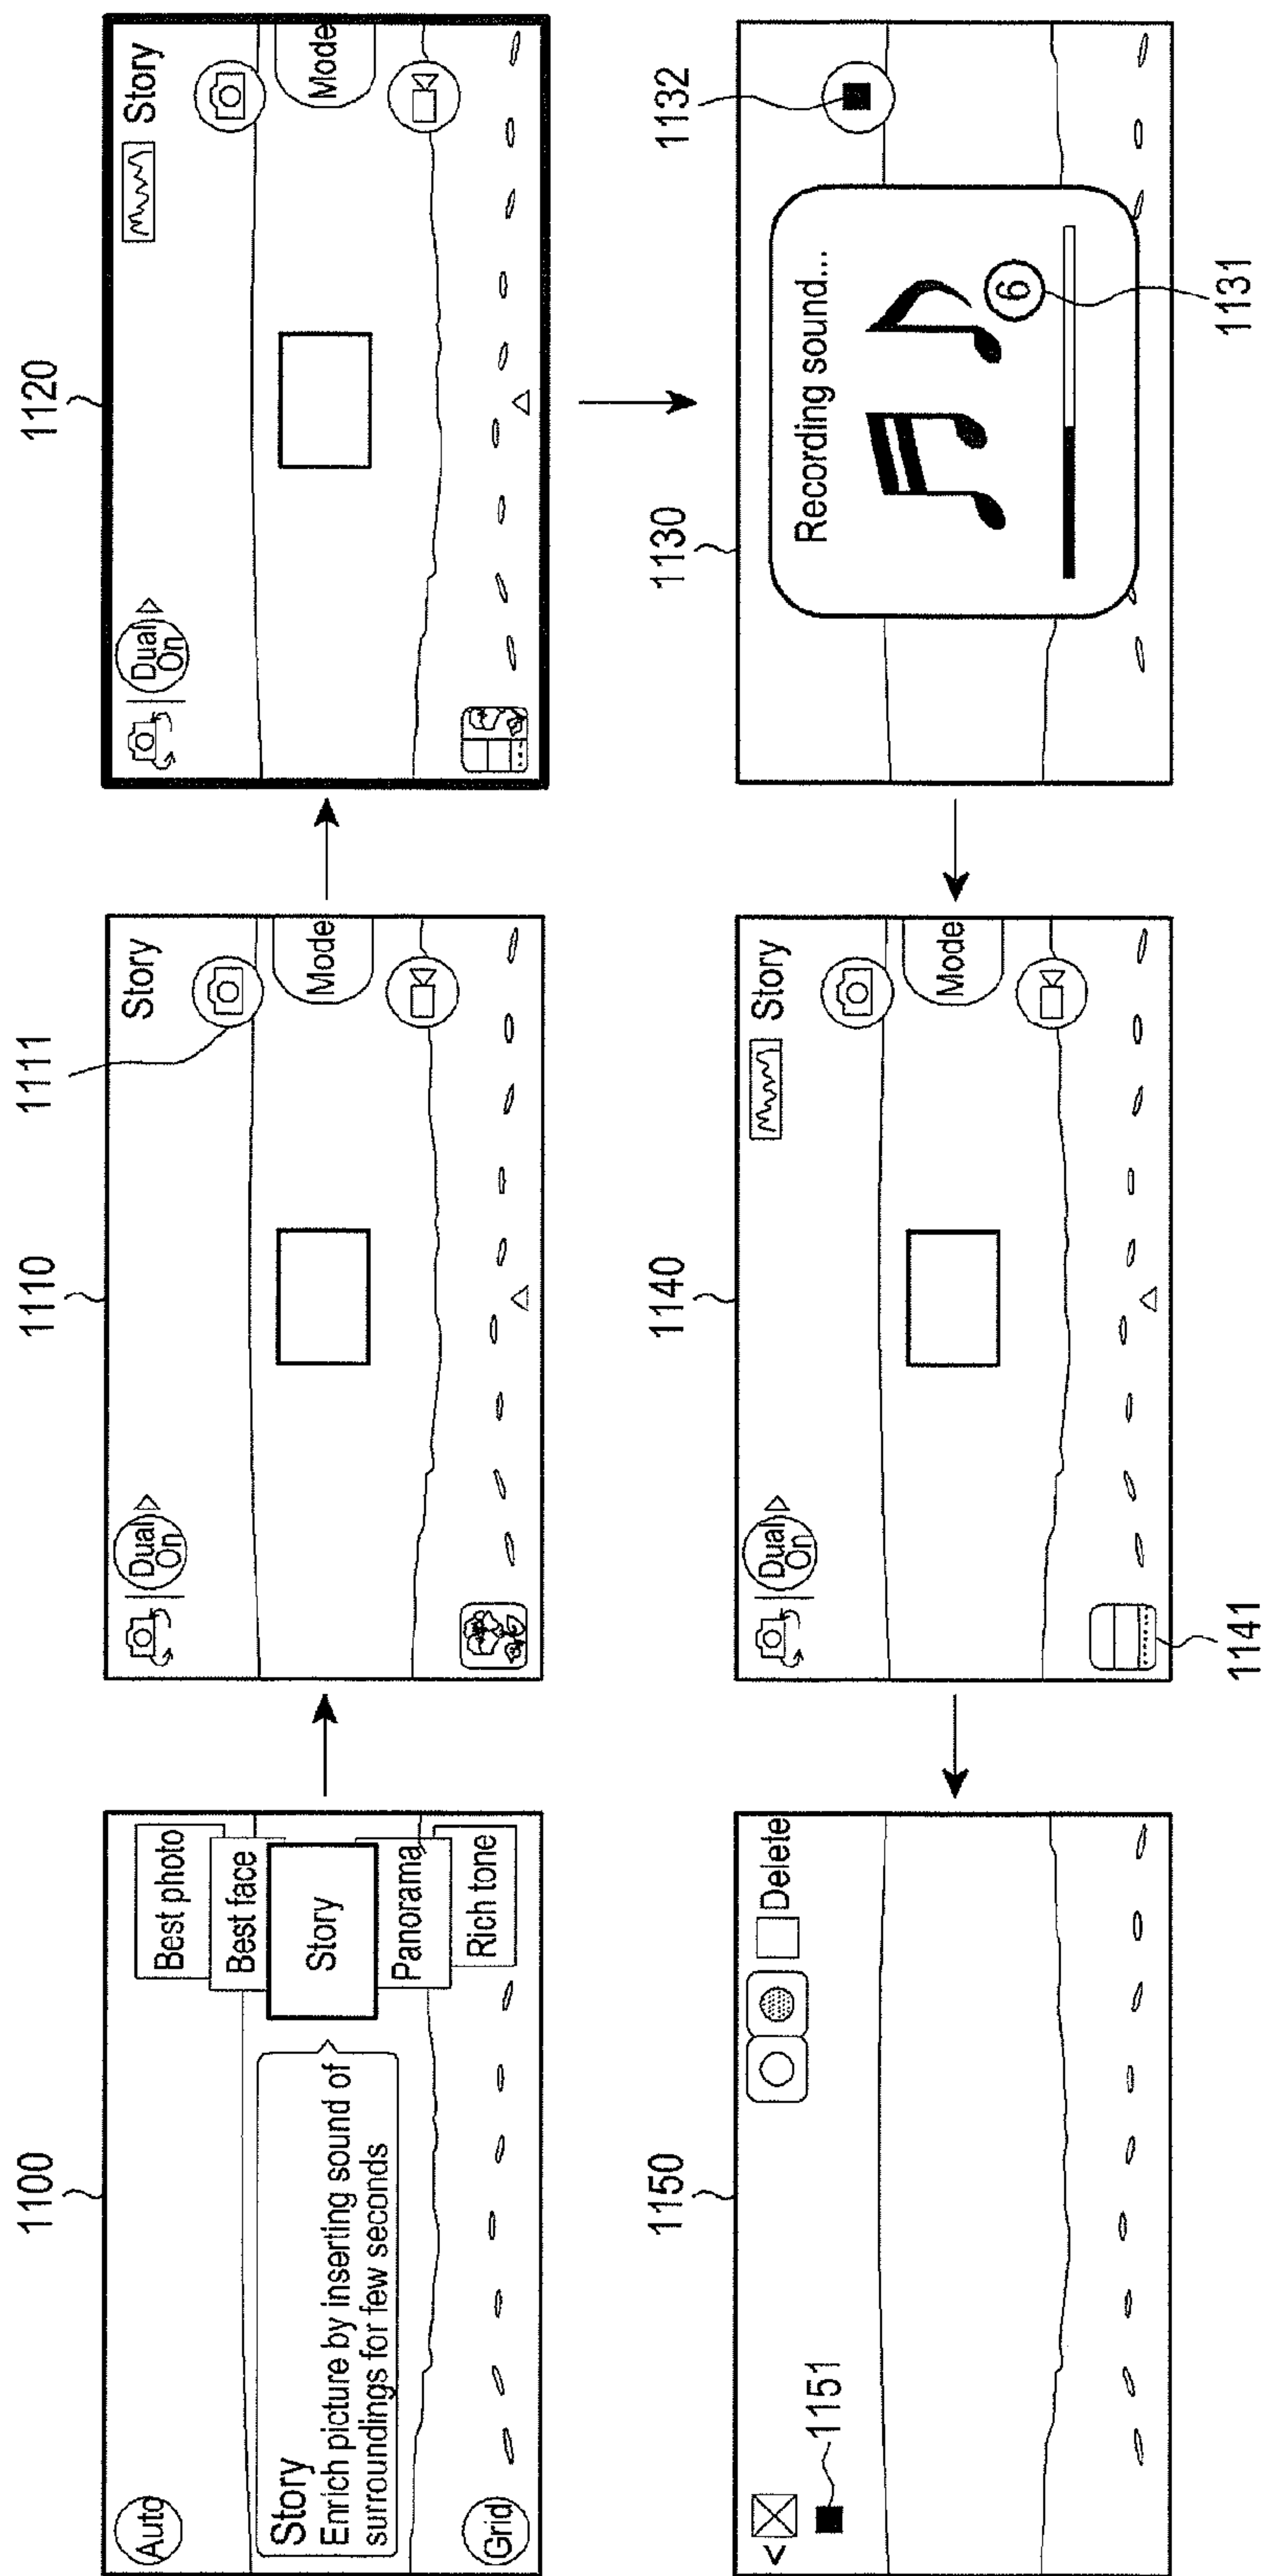 1100
Auto
Best photo
Best face
Story
Panorama
Rich tone
Story
Enrich picture by inserting sound of
surroundings for few seconds
Grid
1110
1111
Dual
On
Story
Mode
1120
Dual
On
Story
Mode
1130
1132
Recording sound...
6
1131
1140
Dual
On
Story
Mode
1141
1150
<
Delete
1151